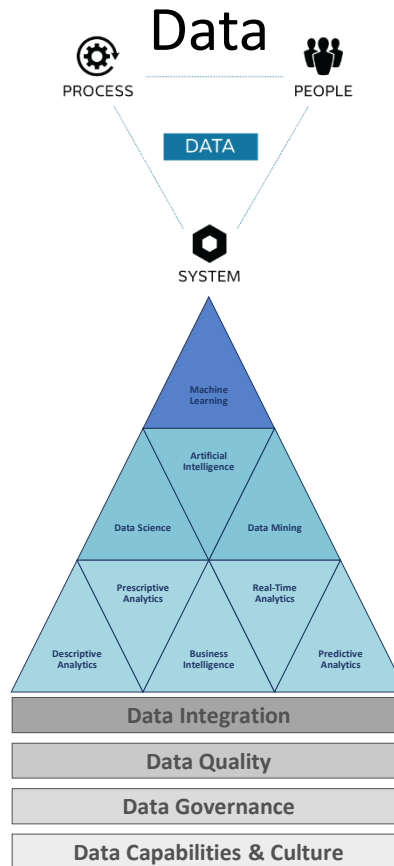 Data
PROCESS
PEOPLE
DATA
SYSTEM
Machine
Learning
Artificial
Intelligence
Data Science
Data Mining
Prescriptive
Analytics
Real-Time
Analytics
Descriptive
Analytics
Business
Intelligence
Predictive
Analytics
Data Integration
Data Quality
Data Governance
Data Capabilities & Culture